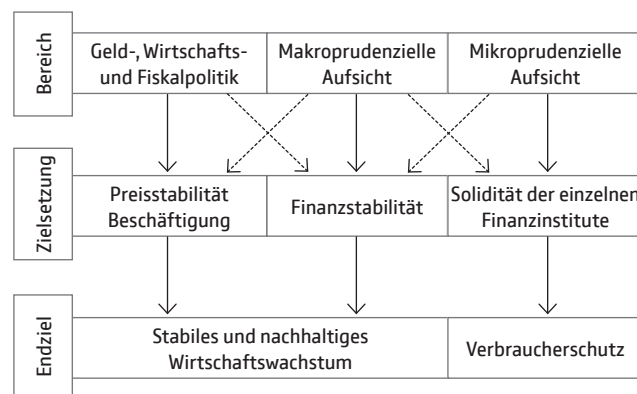 Bereich
Geld-, Wirtschafts-
und Fiskalpolitik
Makroprudenzielle
Aufsicht
Mikroprudenzielle
Aufsicht
Zielsetzung
Preisstabilität
Beschäftigung
Finanzstabilität
Solidität der einzelnen
Finanzinstitute
Endziel
Stabiles und nachhaltiges
Wirtschaftswachstum
Verbraucherschutz